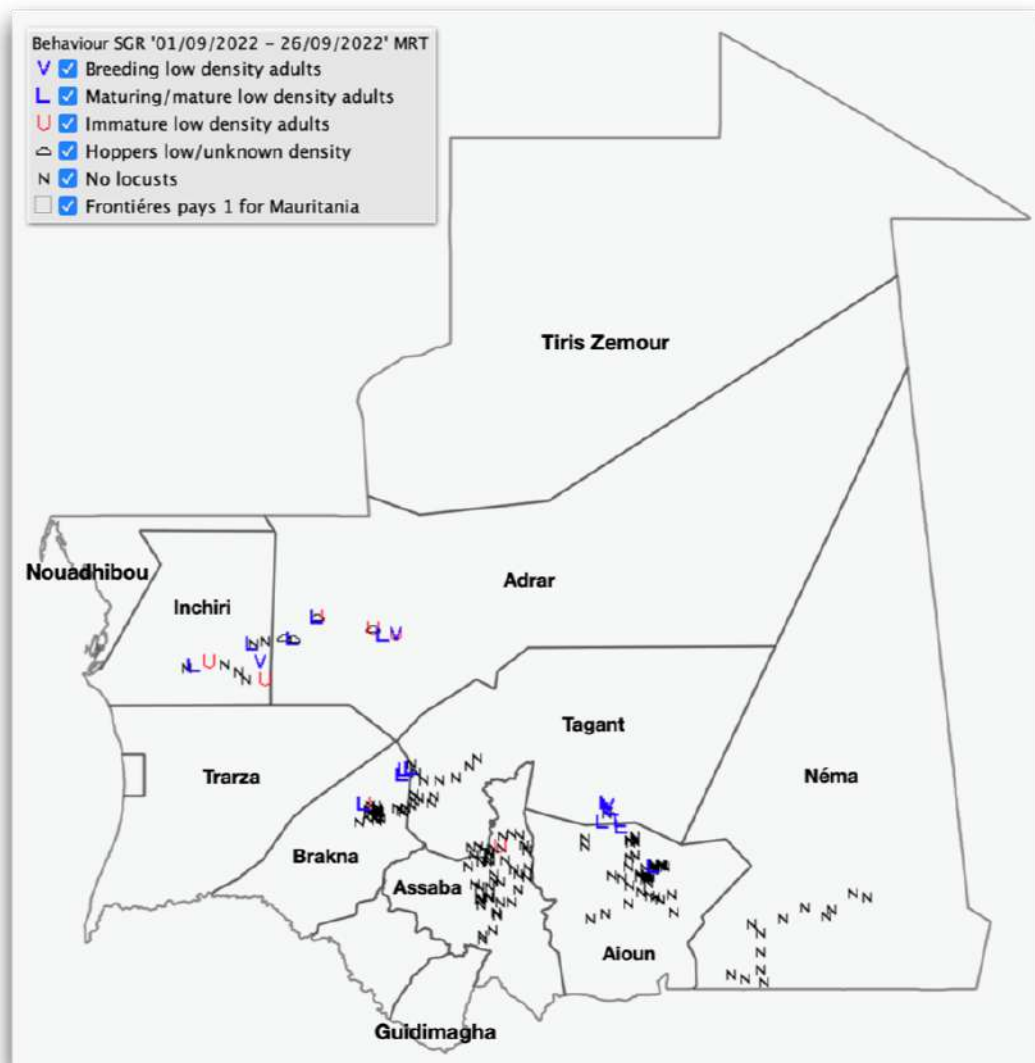 Behaviour SGR '01/09/2022 - 26/09/2022' MRT
V Breeding low density adults
L Maturing/mature low density adults
U Immature low density adults
Hoppers low/unknown density
N No locusts
Frontiéres pays 1 for Mauritania
Tiris Zemour
Nouadhibou
Adrar
Inchiri
Tagant
Trarza
Néma
Brakna
Assaba
Aioun
Guidimagha